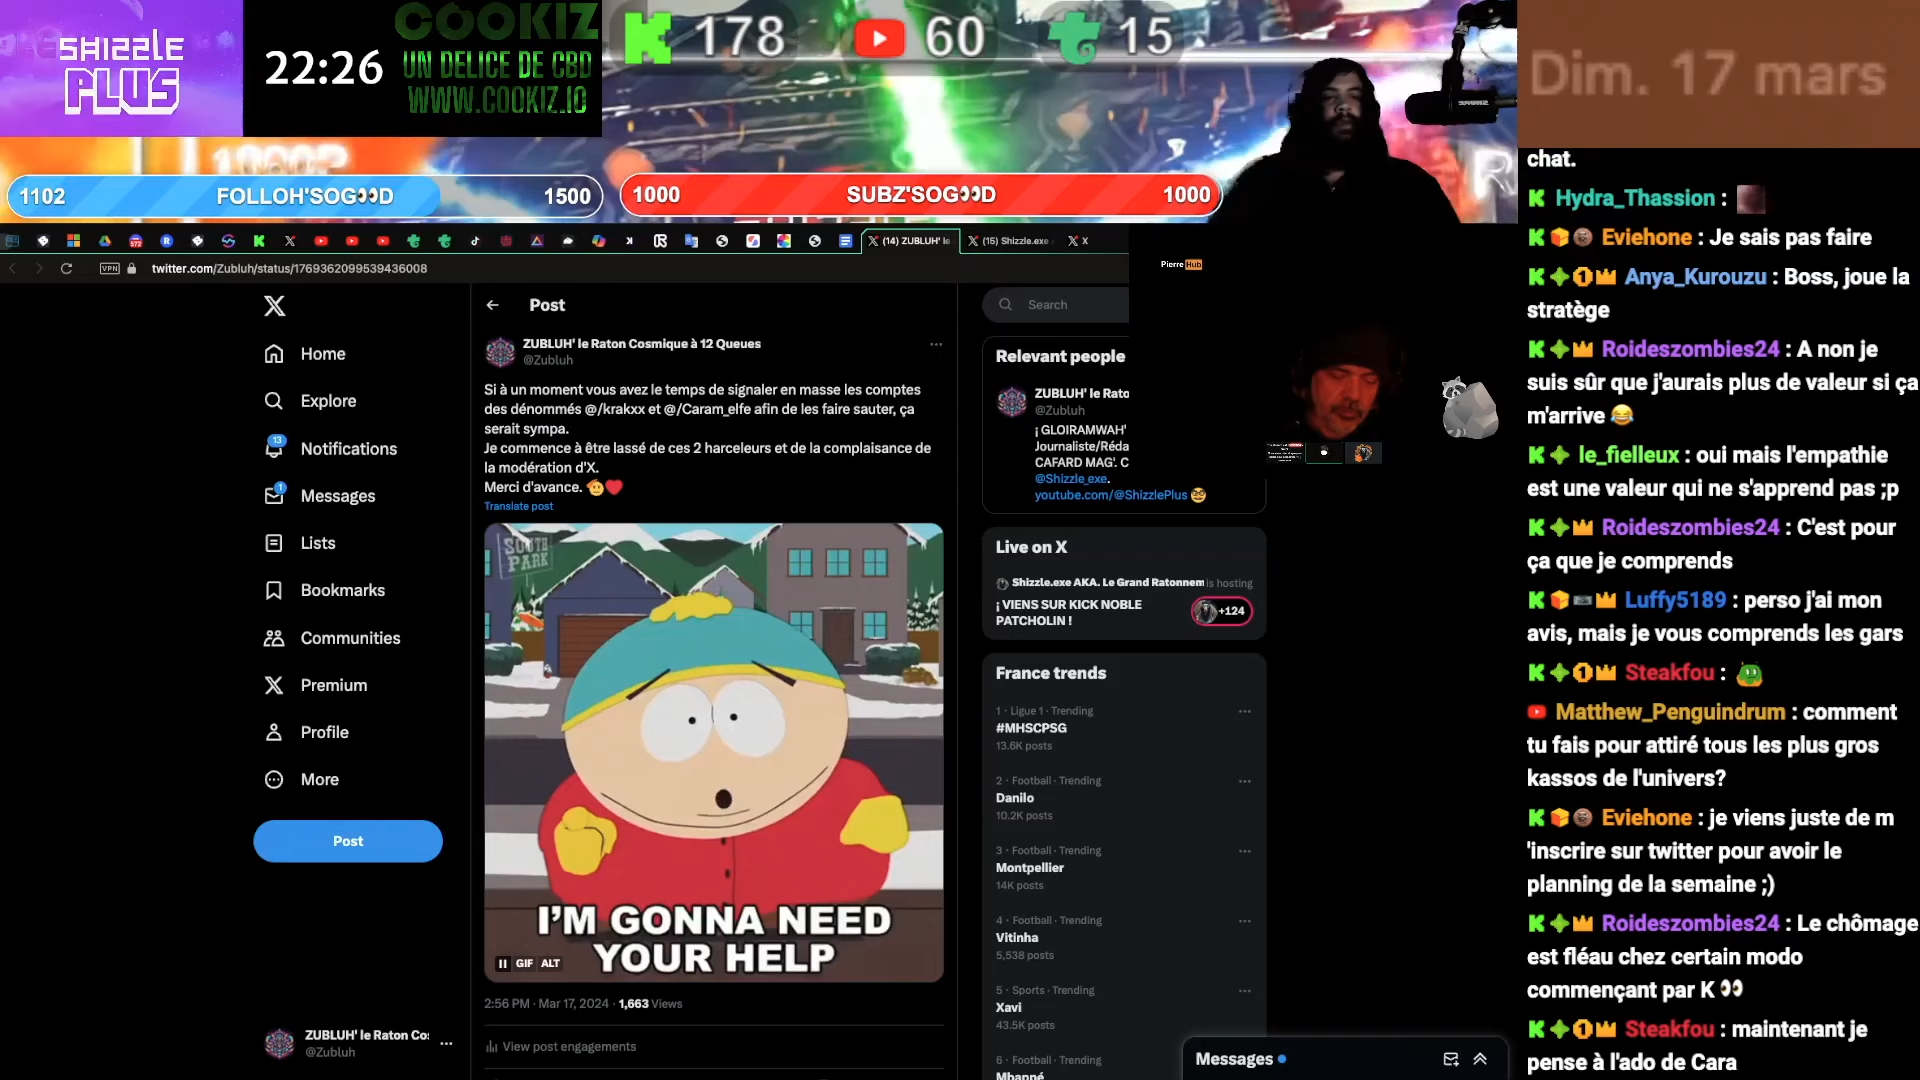 SHIZZLE
PLUS
22:26
COOKIZ
UN DELICE DE CBD
WWW.COOKIZ.IO
178
60
15
Dim. 17 mars
1102 FOLLOH'SOG👀D 1500
1000 SUBZ'SOG👀D 1000
(14) ZUBLUH' le
(15) Shizzle.exe
X
VPN
twitter.com/Zubluh/status/1769362099539436008
PierreHub
Home
Explore
13
Notifications
1
Messages
Lists
Bookmarks
Communities
Premium
Profile
More
Post
ZUBLUH' le Raton Co
@Zubluh
Post
ZUBLUH' le Raton Cosmique à 12 Queues
@Zubluh
Si à un moment vous avez le temps de signaler en masse les comptes
des dénommés @/krakxx et @/Caram_elfe afin de les faire sauter, ça
serait sympa.
Je commence à être lassé de ces 2 harceleurs et de la complaisance de
la modération d'X.
Merci d'avance. 🤕❤️
Translate post
SOUTH
PARK
I'M GONNA NEED
YOUR HELP
GIF ALT
2:56 PM · Mar 17, 2024 · 1,663 Views
View post engagements
Search
Relevant people
ZUBLUH' le Rato
@Zubluh
¡ GLOIRAMWAH'
Journaliste/Réda
CAFARD MAG'. C
@Shizzle_exe.
youtube.com/@ShizzlePlus 🤓
Live on X
Shizzle.exe AKA. Le Grand Ratonnem is hosting
¡ VIENS SUR KICK NOBLE
PATCHOLIN !
+124
France trends
1 · Ligue 1 · Trending
#MHSCPSG
13.6K posts
2 · Football · Trending
Danilo
10.2K posts
3 · Football · Trending
Montpellier
14K posts
4 · Football · Trending
Vitinha
5,538 posts
5 · Sports · Trending
Xavi
43.5K posts
6 · Football · Trending
Mbappé
Messages
chat.
Hydra_Thassion :
Eviehone : Je sais pas faire
Anya_Kurouzu : Boss, joue la
stratège
Roideszombies24 : A non je
suis sûr que j'aurais plus de valeur si ça
m'arrive 😂
le_fielleux : oui mais l'empathie
est une valeur qui ne s'apprend pas ;p
Roideszombies24 : C'est pour
ça que je comprends
Luffy5189 : perso j'ai mon
avis, mais je vous comprends les gars
Steakfou :
Matthew_Penguindrum : comment
tu fais pour attiré tous les plus gros
kassos de l'univers?
Eviehone : je viens juste de m
'inscrire sur twitter pour avoir le
planning de la semaine ;)
Roideszombies24 : Le chômage
est fléau chez certain modo
commençant par K 👀
Steakfou : maintenant je
pense à l'ado de Cara